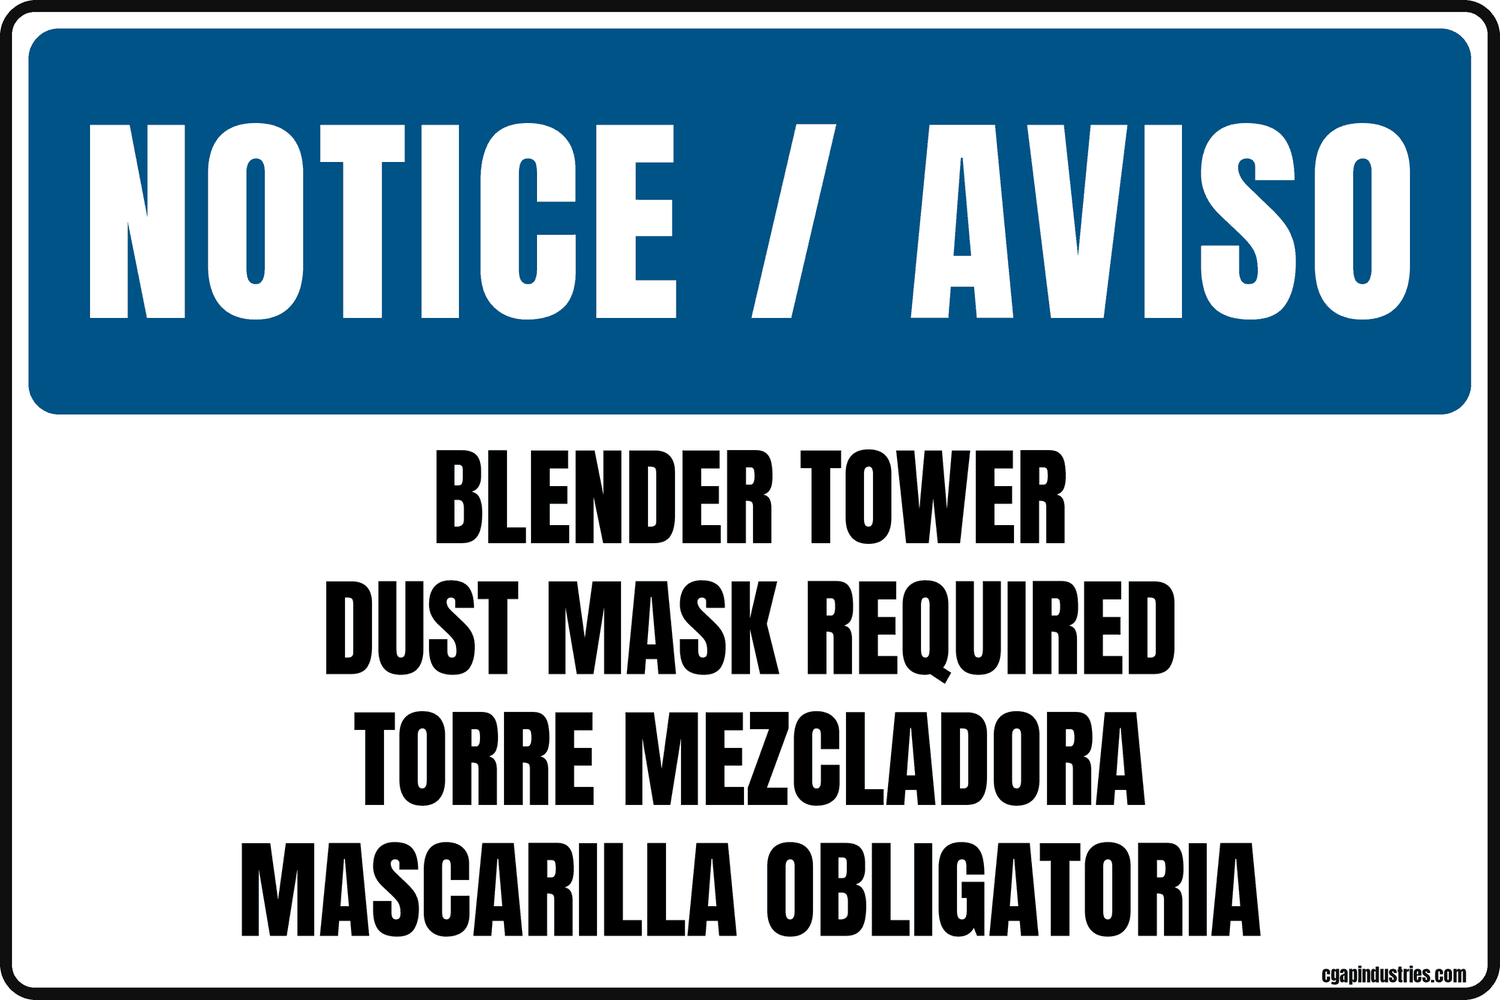 NOTICE / AVISO
BLENDER TOWER
DUST MASK REQUIRED
TORRE MEZCLADORA
MASCARILLA OBLIGATORIA
cgapindustries.com